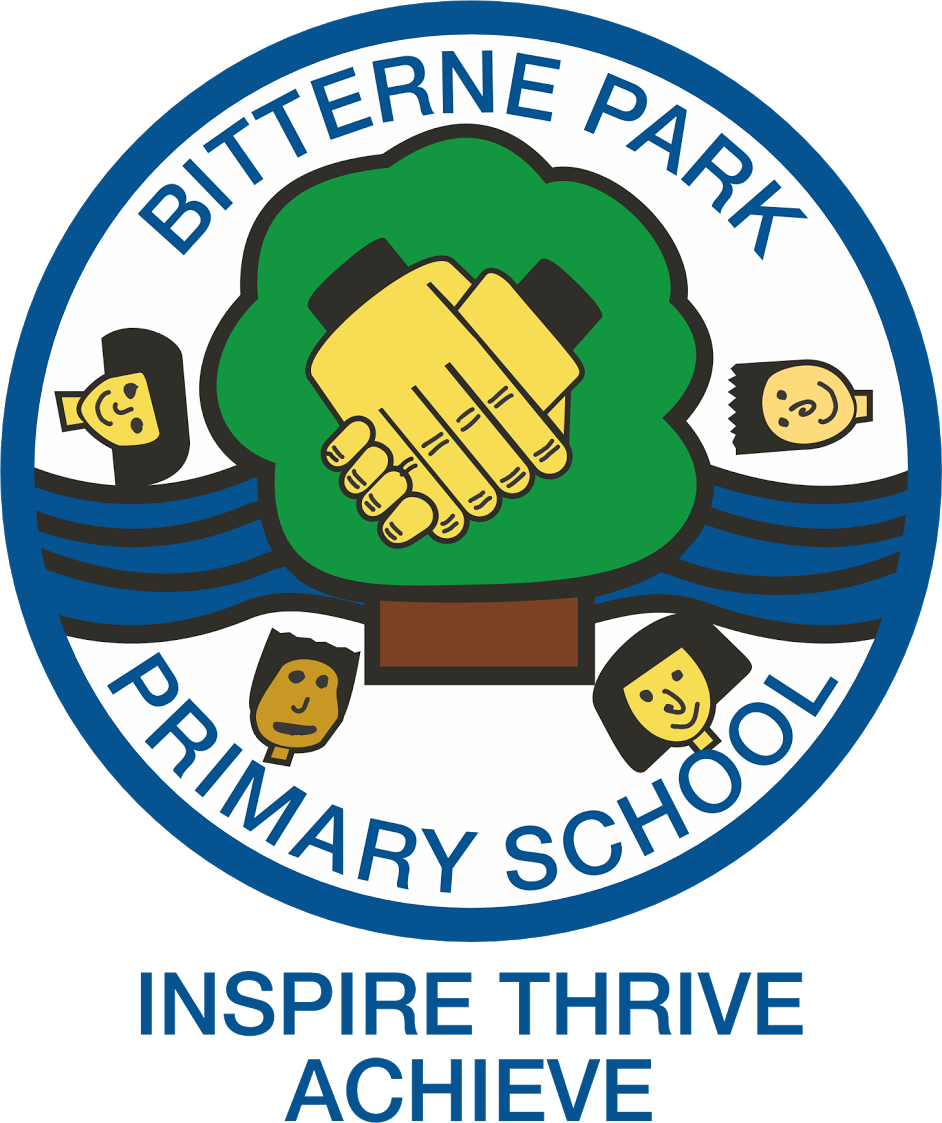 BITTERNE PARK
PRIMARY SCHOOL
INSPIRE THRIVE
ACHIEVE